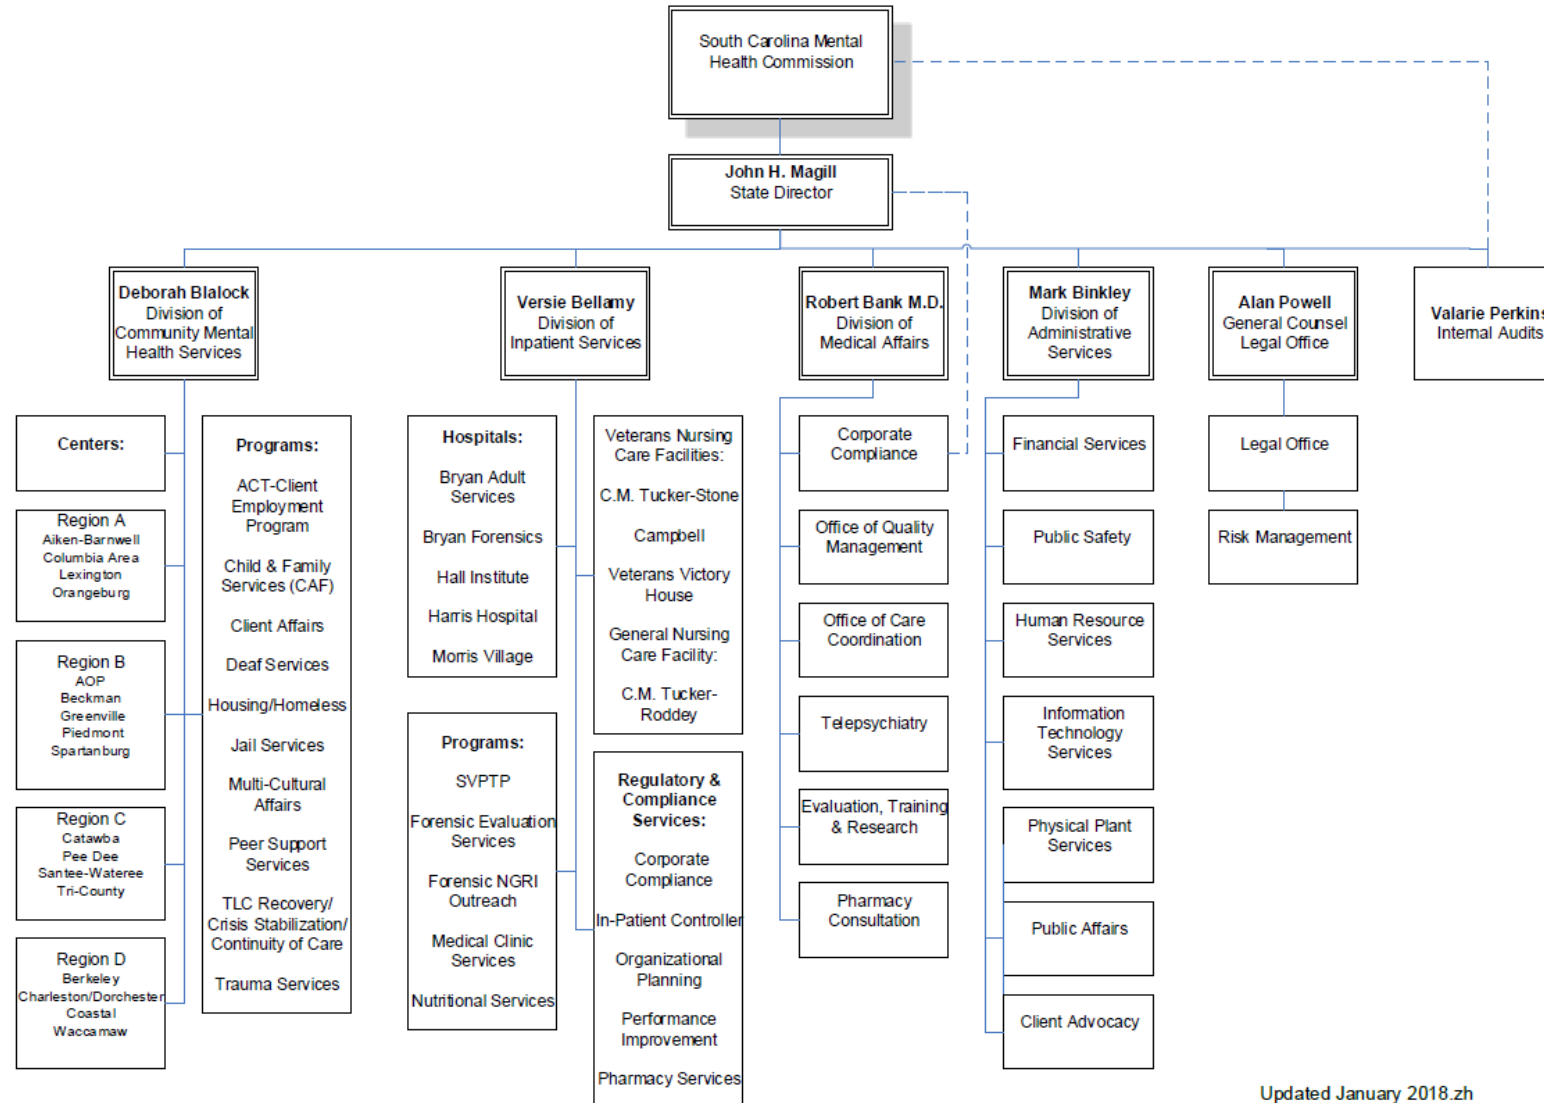 South Carolina Mental
Health Commission
John H. Magill
State Director
Deborah Blalock
Division of
Community Mental
Health Services
Versie Bellamy
Division of
Inpatient Services
Robert Bank M.D.
Division of
Medical Affairs
Mark Binkley
Division of
Administrative
Services
Alan Powell
General Counsel
Legal Office
Valarie Perkins
Internal Audits
Centers:
Region A
Aiken-Barnwell
Columbia Area
Lexington
Orangeburg
Region B
AOP
Beckman
Greenville
Piedmont
Spartanburg
Region C
Catawba
Pee Dee
Santee-Wateree
Tri-County
Region D
Berkeley
Charleston/Dorchester
Coastal
Waccamaw
Programs:
ACT-Client
Employment
Program
Child & Family
Services (CAF)
Client Affairs
Deaf Services
Housing/Homeless
Jail Services
Multi-Cultural
Affairs
Peer Support
Services
TLC Recovery/
Crisis Stabilization/
Continuity of Care
Trauma Services
Hospitals:
Bryan Adult
Services
Bryan Forensics
Hall Institute
Harris Hospital
Morris Village
Programs:
SVPTP
Forensic Evaluation
Services
Forensic NGRI
Outreach
Medical Clinic
Services
Nutritional Services
Veterans Nursing
Care Facilities:
C.M. Tucker-Stone
Campbell
Veterans Victory
House
General Nursing
Care Facility:
C.M. Tucker-
Roddey
Regulatory &
Compliance
Services:
Corporate
Compliance
In-Patient Controller
Organizational
Planning
Performance
Improvement
Pharmacy Services
Corporate
Compliance
Office of Quality
Management
Office of Care
Coordination
Telepsychiatry
Evaluation, Training
& Research
Pharmacy
Consultation
Financial Services
Public Safety
Human Resource
Services
Information
Technology
Services
Physical Plant
Services
Public Affairs
Client Advocacy
Legal Office
Risk Management
Updated January 2018.zh